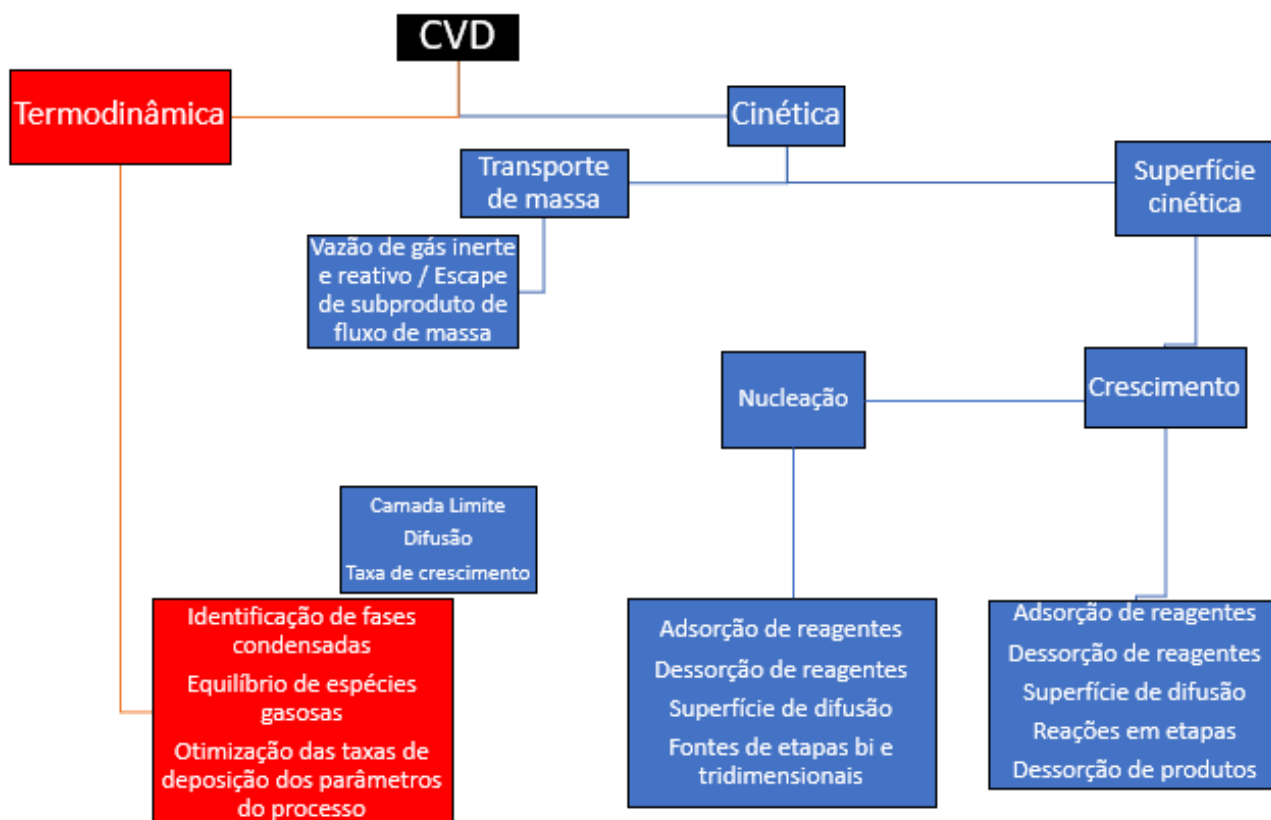 CVD
Termodinâmica
Cinética
Transporte
de massa
Superfície
cinética
Vazão de gás inerte
e reativo / Escape
de subproduto de
fluxo de massa
Nucleação
Crescimento
Camada Limite
Difusão
Taxa de crescimento
Identificação de fases
condensadas
Equilíbrio de espécies
gasosas
Otimização das taxas de
deposição dos parâmetros
do processo
Adsorção de reagentes
Dessorção de reagentes
Superfície de difusão
Fontes de etapas bi e
tridimensionais
Adsorção de reagentes
Dessorção de reagentes
Superfície de difusão
Reações em etapas
Dessorção de produtos